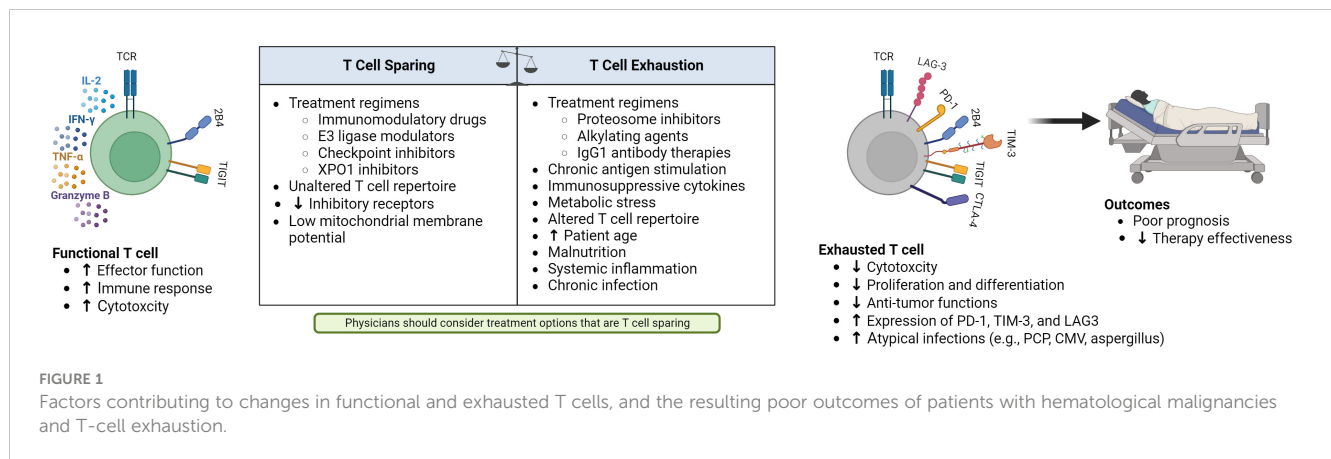 TCR
IL-2
IFN-γ
TNF-α
Granzyme B
2B4
TIGIT
Functional T cell
• ↑ Effector function
• ↑ Immune response
• ↑ Cytotoxcity
T Cell Sparing
• Treatment regimens
○ Immunomodulatory drugs
○ E3 ligase modulators
○ Checkpoint inhibitors
○ XPO1 inhibitors
• Unaltered T cell repertoire
• ↓ Inhibitory receptors
• Low mitochondrial membrane
potential
T Cell Exhaustion
• Treatment regimens
○ Proteosome inhibitors
○ Alkylating agents
○ IgG1 antibody therapies
• Chronic antigen stimulation
• Immunosuppressive cytokines
• Metabolic stress
• Altered T cell repertoire
• ↑ Patient age
• Malnutrition
• Systemic inflammation
• Chronic infection
Physicians should consider treatment options that are T cell sparing
TCR
LAG-3
PD-1
2B4
TIM-3
TIGIT
CTLA-4
Exhausted T cell
• ↓ Cytotoxcity
• ↓ Proliferation and differentiation
• ↓ Anti-tumor functions
• ↑ Expression of PD-1, TIM-3, and LAG3
• ↑ Atypical infections (e.g., PCP, CMV, aspergillus)
Outcomes
• Poor prognosis
• ↓ Therapy effectiveness
FIGURE 1
Factors contributing to changes in functional and exhausted T cells, and the resulting poor outcomes of patients with hematological malignancies
and T-cell exhaustion.